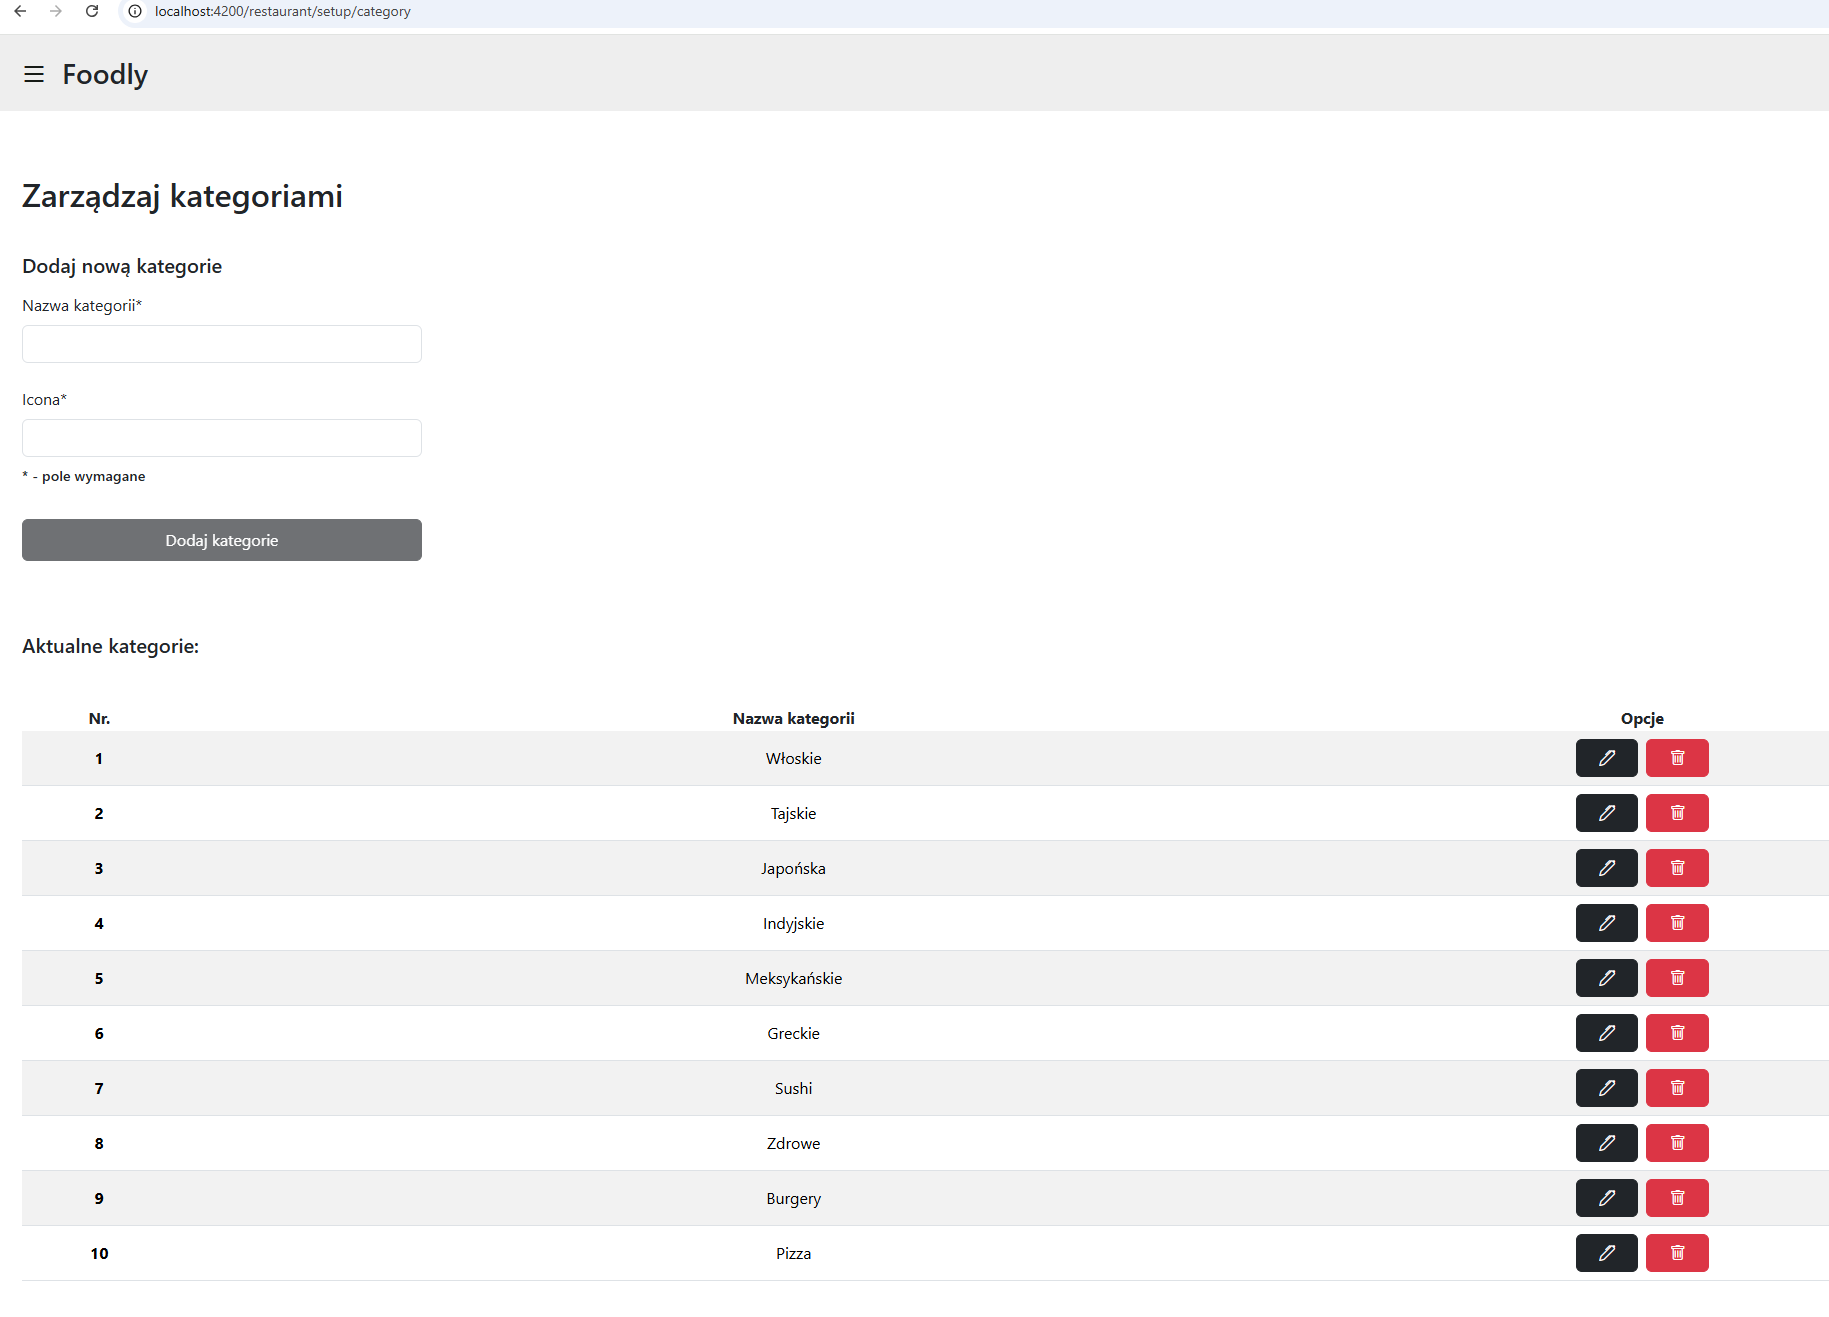 localhost:4200/restaurant/setup/category
Foodly
Zarządzaj kategoriami
Dodaj nową kategorie
Nazwa kategorii*
Icona*
* - pole wymagane
Dodaj kategorie
Aktualne kategorie:
Nr. Nazwa kategorii Opcje
1 Włoskie
2 Tajskie
3 Japońska
4 Indyjskie
5 Meksykańskie
6 Greckie
7 Sushi
8 Zdrowe
9 Burgery
10 Pizza